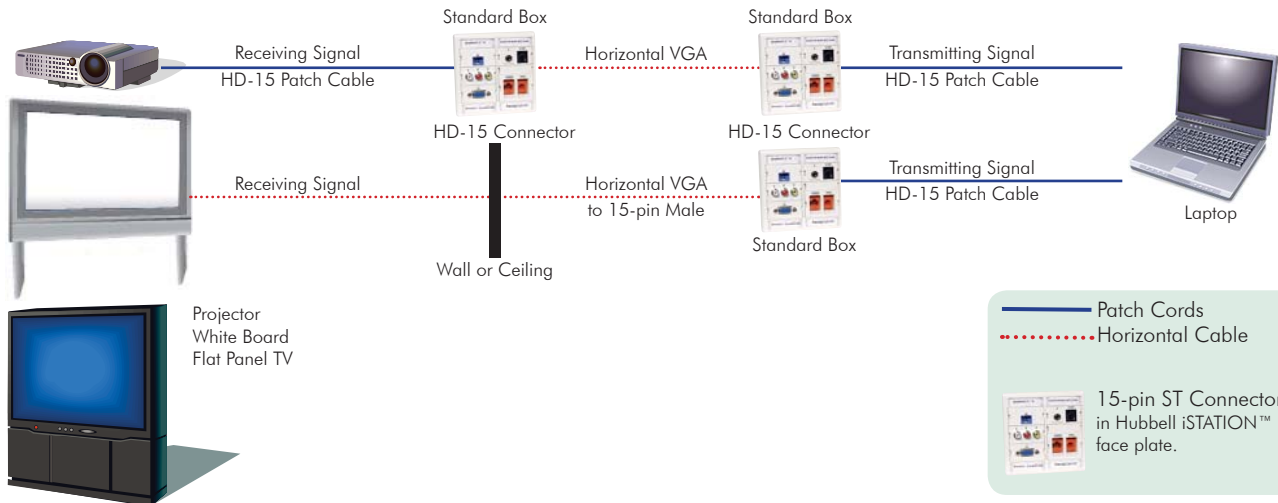 Standard Box
Standard Box
Receiving Signal
HD-15 Patch Cable
Horizontal VGA
Transmitting Signal
HD-15 Patch Cable
HD-15 Connector
HD-15 Connector
Receiving Signal
Horizontal VGA
to 15-pin Male
Transmitting Signal
HD-15 Patch Cable
Laptop
Standard Box
Wall or Ceiling
Projector
White Board
Flat Panel TV
Patch Cords
Horizontal Cable
15-pin ST Connector
in Hubbell iSTATION™
face plate.